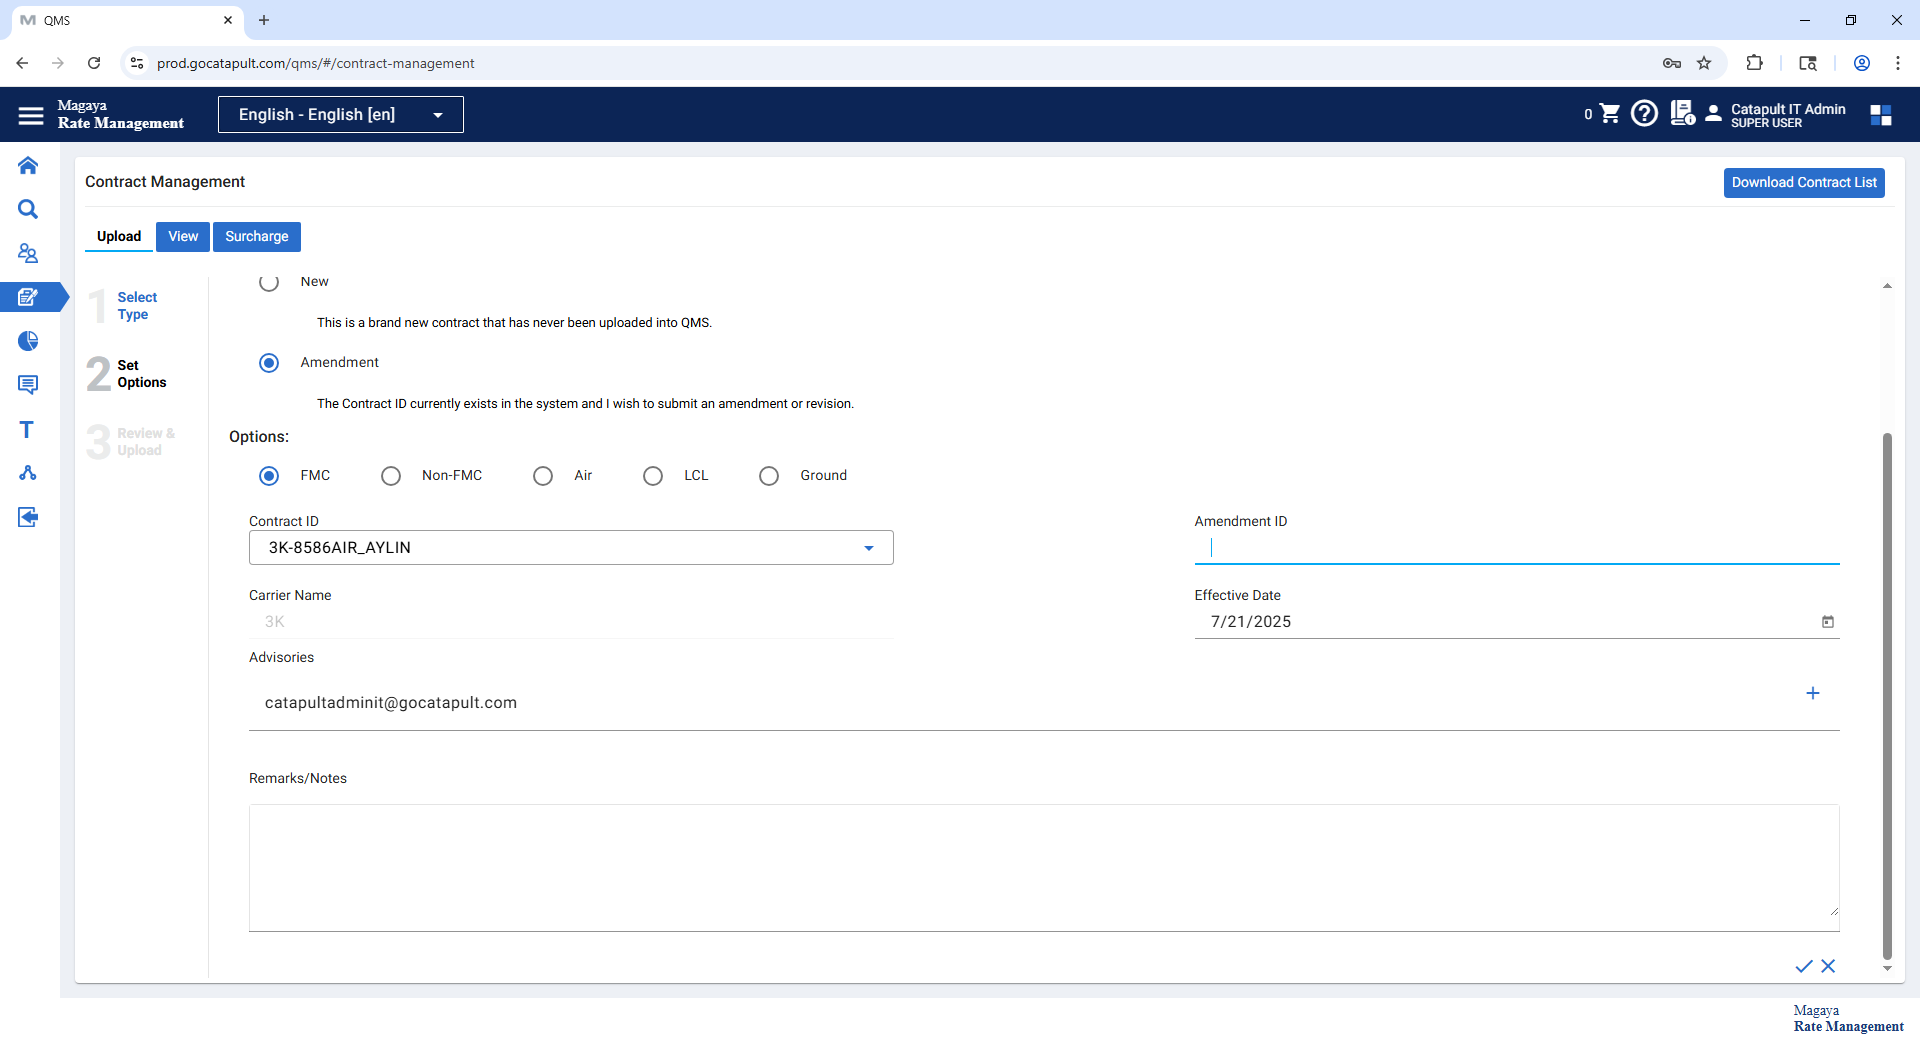 QMS
prod.gocatapult.com/qms/#/contract-management
Magaya
Rate Management
English - English [en]
0
Catapult IT Admin
SUPER USER
Contract Management
Download Contract List
Upload
View
Surcharge
1
Select
Type
2
Set
Options
3
Review &
Upload
New
This is a brand new contract that has never been uploaded into QMS.
Amendment
The Contract ID currently exists in the system and I wish to submit an amendment or revision.
Options:
FMC
Non-FMC
Air
LCL
Ground
Contract ID
Amendment ID
3K-8586AIR_AYLIN
Carrier Name
Effective Date
3K
7/21/2025
Advisories
catapultadminit@gocatapult.com
Remarks/Notes
Magaya
Rate Management